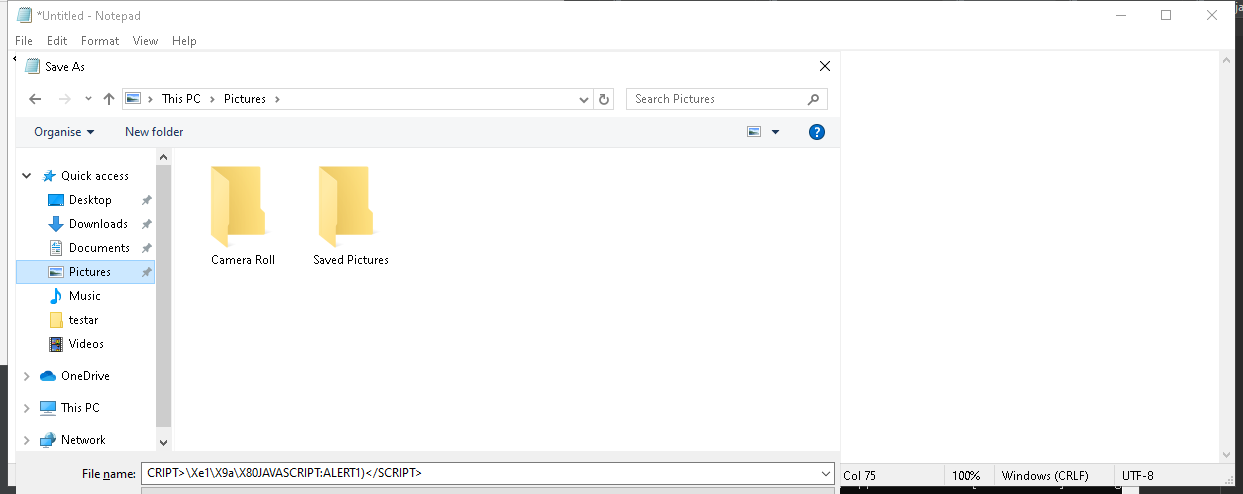 *Untitled - Notepad
File Edit Format View Help
Save As
This PC Pictures
Search Pictures
Organise New folder
Quick access
Desktop
Downloads
Documents
Pictures
Music
testar
Videos
OneDrive
This PC
Network
Camera Roll Saved Pictures
File name: CRIPT>\Xe1\X9a\X80JAVASCRIPT:ALERT1)</SCRIPT>
Col 75 100% Windows (CRLF) UTF-8